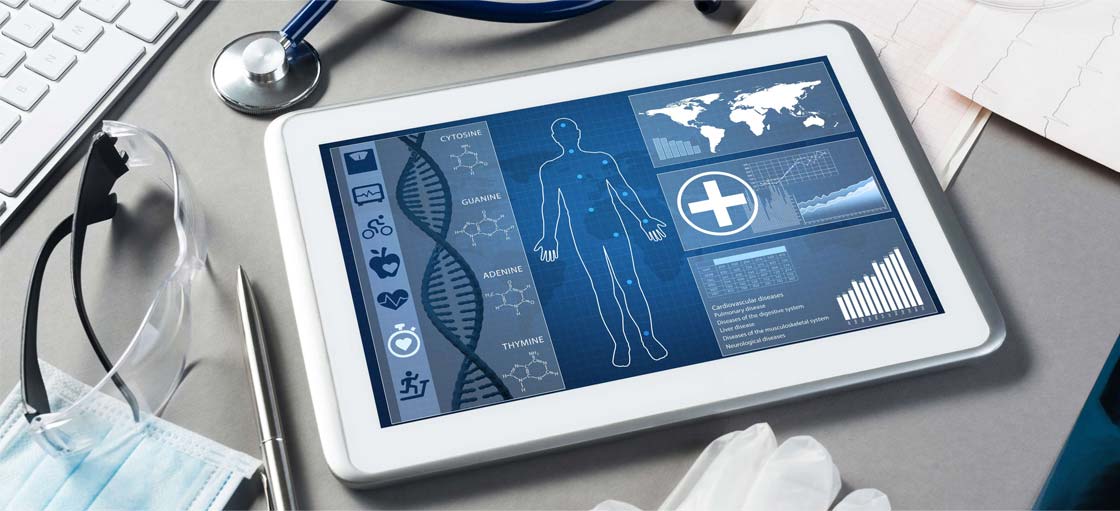 CYTOSINE
GUANINE
ADENINE
THYMINE
Cardiovascular diseases
Pulmonary disease
Diseases of the digestive system
Liver disease
Diseases of the musculoskeletal system
Neurological diseases